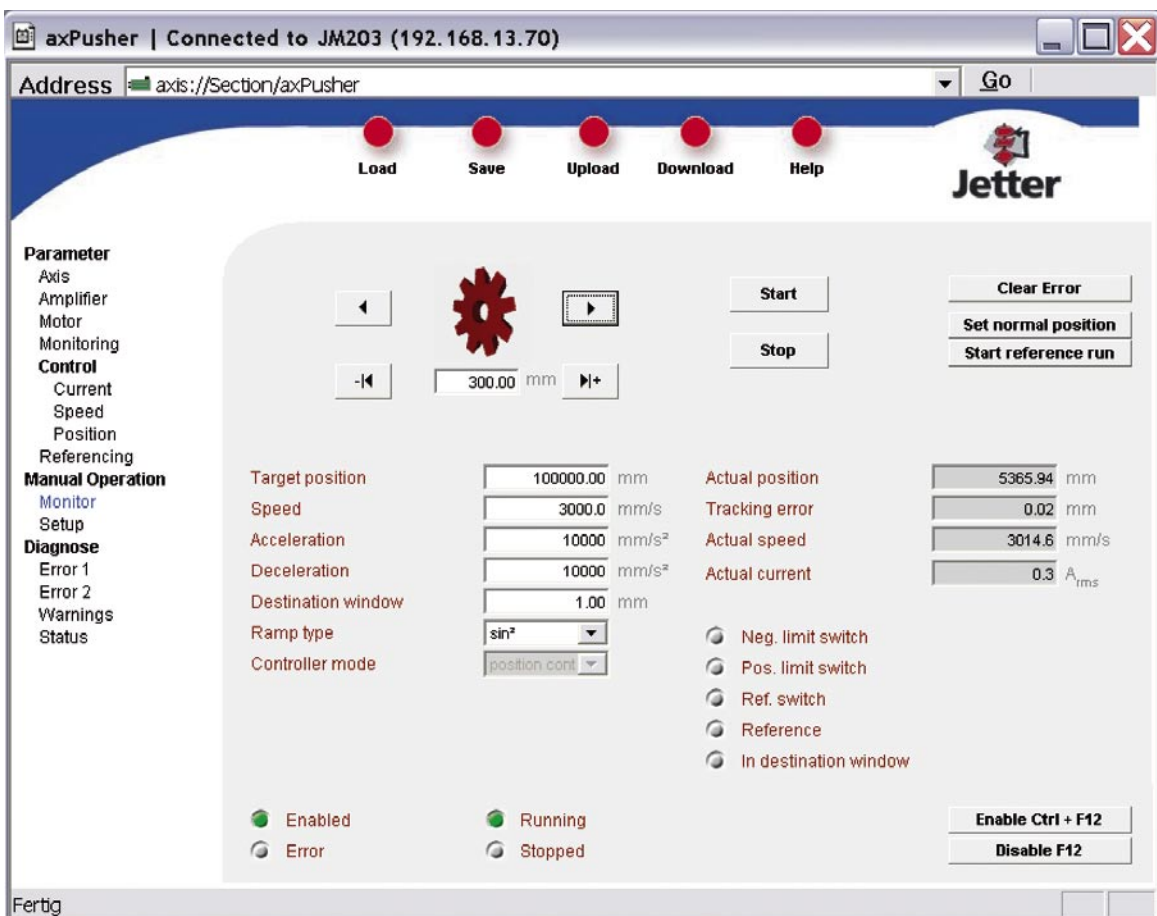 axPusher | Connected to JM203 (192.168.13.70)
Address axis://Section/axPusher Go
Load Save Upload Download Help
Jetter
Parameter
Axis
Amplifier
Motor
Monitoring
Control
Current
Speed
Position
Referencing
Manual Operation
Monitor
Setup
Diagnose
Error 1
Error 2
Warnings
Status
Start
Stop
Clear Error
Set normal position
Start reference run
300.00 mm
Target position 100000.00 mm
Speed 3000.0 mm/s
Acceleration 10000 mm/s²
Deceleration 10000 mm/s²
Destination window 1.00 mm
Ramp type sin²
Controller mode position cont
Actual position 5365.94 mm
Tracking error 0.02 mm
Actual speed 3014.6 mm/s
Actual current 0.3 Arms
Neg. limit switch
Pos. limit switch
Ref. switch
Reference
In destination window
Enabled Running
Error Stopped
Enable Ctrl + F12
Disable F12
Fertig